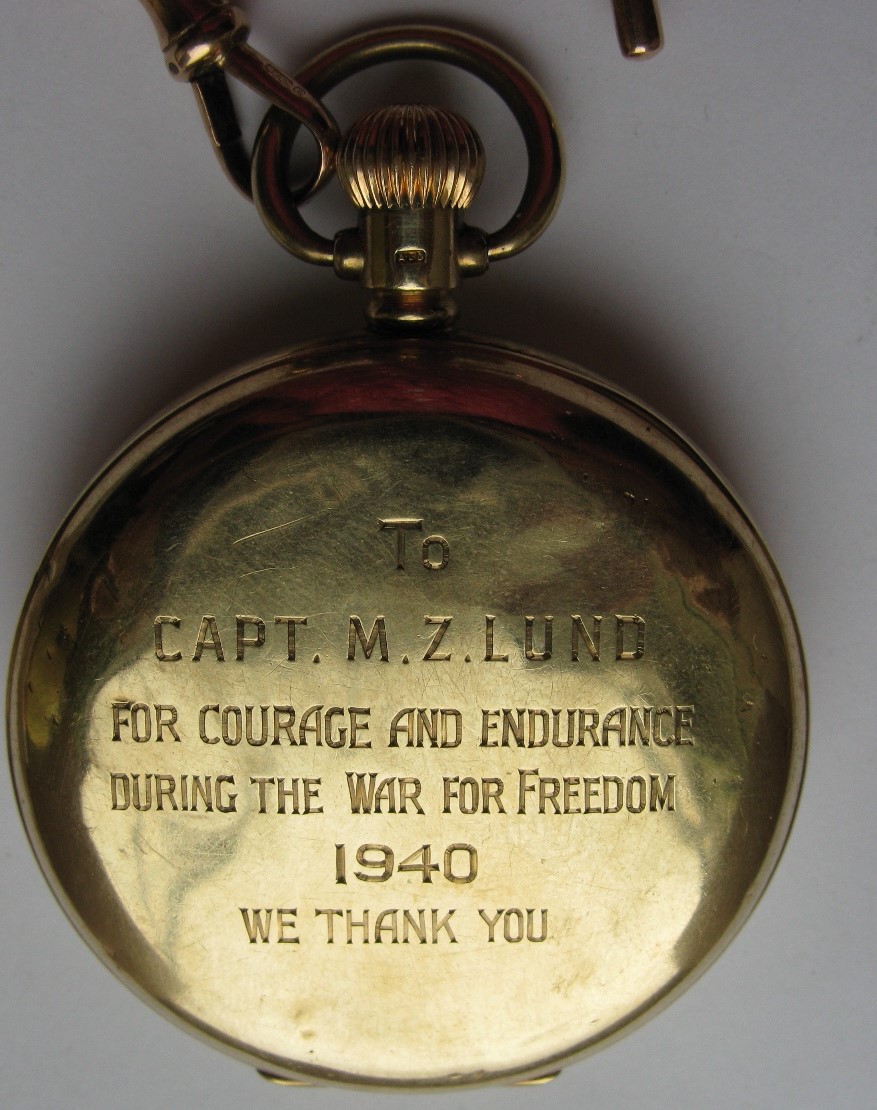 To
CAPT. M.Z.LUND
FOR COURAGE AND ENDURANCE
DURING THE WAR FOR FREEDOM
1940
WE THANK YOU